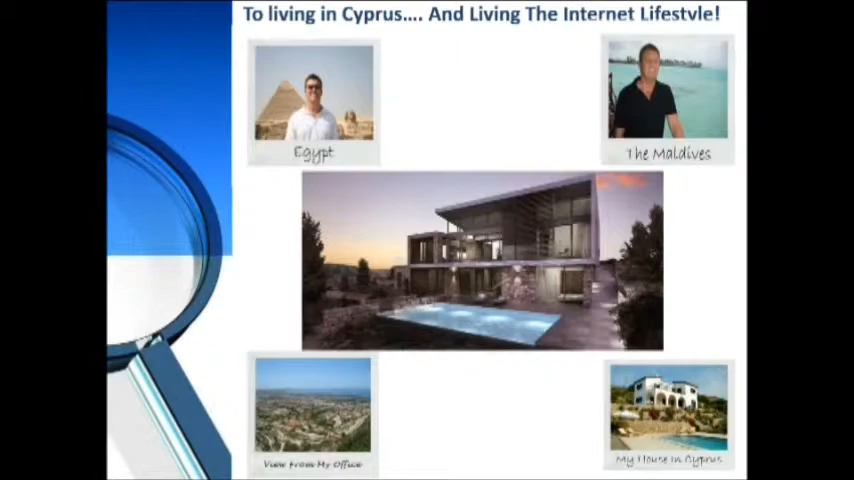 To living in Cyprus.... And Living The Internet Lifestyle!
Egypt
The Maldives
View from My Office
My House in Cyprus